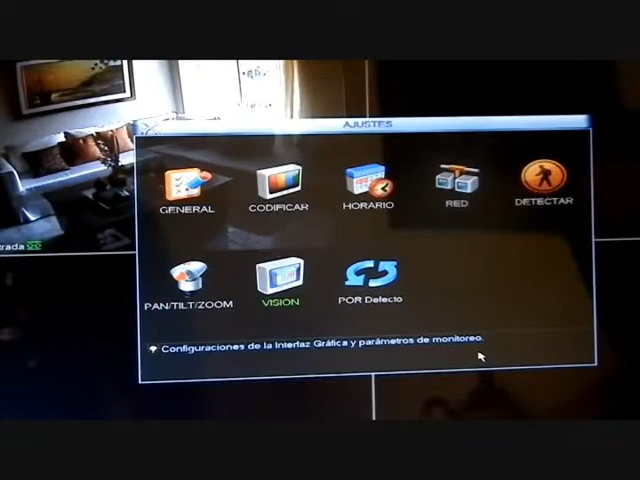 AJUSTES
GENERAL
CODIFICAR
HORARIO
RED
DETECTAR
PAN/TILT/ZOOM
VISION
POR Defecto
Configuraciones de la Interfaz Gráfica y parámetros de monitoreo.
trada